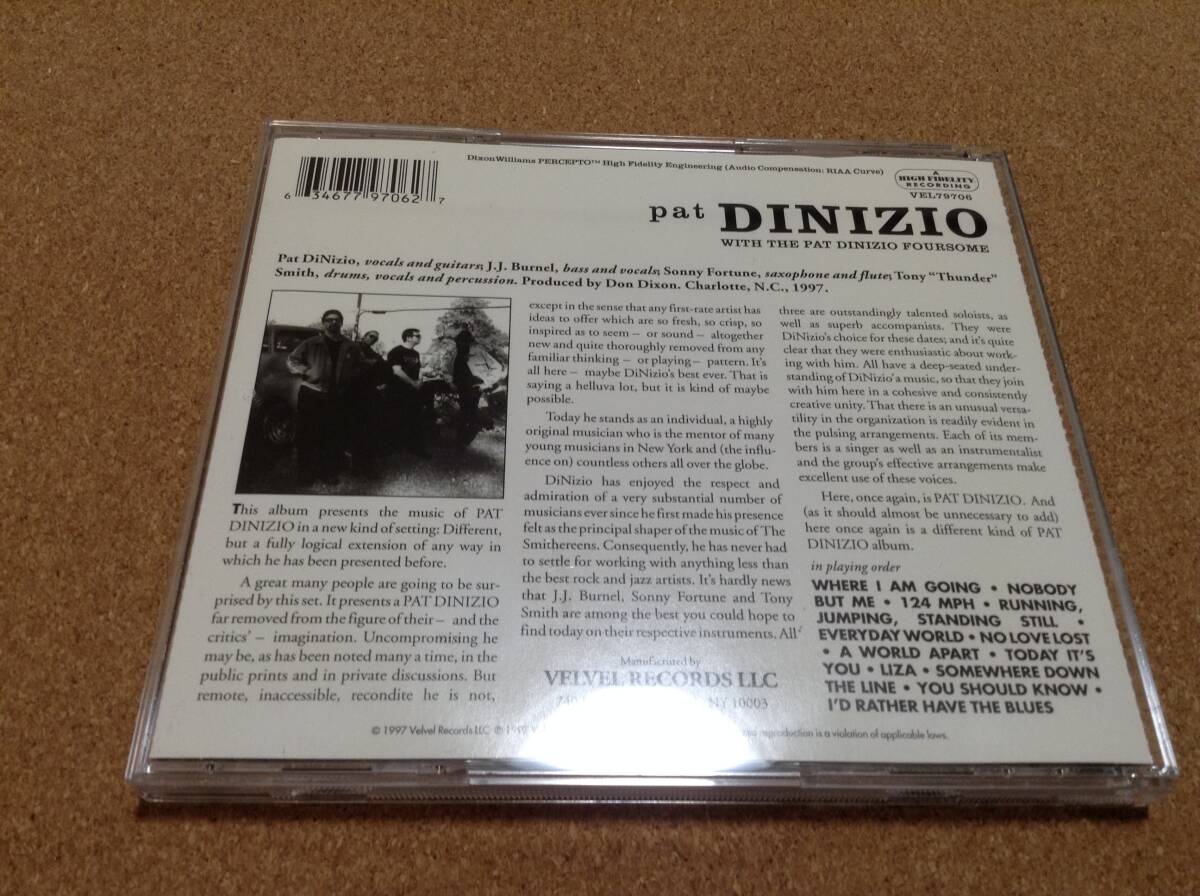 DixonWilliams PERCEPTO™ High Fidelity Engineering (Audio Compensation: RIAA Curve)
A
HIGH FIDELITY
RECORDING
VEL79706
6 34677 97062 7
pat DINIZIO
WITH THE PAT DINIZIO FOURSOME
Pat DiNizio, vocals and guitars; J.J. Burnel, bass and vocals; Sonny Fortune, saxophone and flute; Tony "Thunder"
Smith, drums, vocals and percussion. Produced by Don Dixon. Charlotte, N.C., 1997.
This album presents the music of PAT
DINIZIO in a new kind of setting: Different,
but a fully logical extension of any way in
which he has been presented before.
A great many people are going to be sur-
prised by this set. It presents a PAT DINIZIO
far removed from the figure of their – and the
critics' – imagination. Uncompromising he
may be, as has been noted many a time, in the
public prints and in private discussions. But
remote, inaccessible, recondite he is not,
except in the sense that any first-rate artist has
ideas to offer which are so fresh, so crisp, so
inspired as to seem – or sound – altogether
new and quite thoroughly removed from any
familiar thinking – or playing – pattern. It's
all here – maybe DiNizio's best ever. That is
saying a helluva lot, but it is kind of maybe
possible.
Today he stands as an individual, a highly
original musician who is the mentor of many
young musicians in New York and (the influ-
ence on) countless others all over the globe.
DiNizio has enjoyed the respect and
admiration of a very substantial number of
musicians ever since he first made his presence
felt as the principal shaper of the music of The
Smithereens. Consequently, he has never had
to settle for working with anything less than
the best rock and jazz artists. It's hardly news
that J.J. Burnel, Sonny Fortune and Tony
Smith are among the best you could hope to
find today on their respective instruments. All
three are outstandingly talented soloists, as
well as superb accompanists. They were
DiNizio's choice for these dates; and it's quite
clear that they were enthusiastic about work-
ing with him. All have a deep-seated under-
standing of DiNizio'a music, so that they join
with him here in a cohesive and consistently
creative unity. That there is an unusual versa-
tility in the organization is readily evident in
the pulsing arrangements. Each of its mem-
bers is a singer as well as an instrumentalist
and the group's effective arrangements make
excellent use of these voices.
Here, once again, is PAT DINIZIO. And
(as it should almost be unnecessary to add)
here once again is a different kind of PAT
DINIZIO album.
in playing order
WHERE I AM GOING • NOBODY
BUT ME • 124 MPH • RUNNING,
JUMPING, STANDING STILL •
EVERYDAY WORLD • NO LOVE LOST
• A WORLD APART • TODAY IT'S
YOU • LIZA • SOMEWHERE DOWN
THE LINE • YOU SHOULD KNOW •
I'D RATHER HAVE THE BLUES
Manufactured by
VELVEL RECORDS LLC
740 NY 10003
© 1997 Velvel Records LLC ℗ 1997 reproduction is a violation of applicable laws.